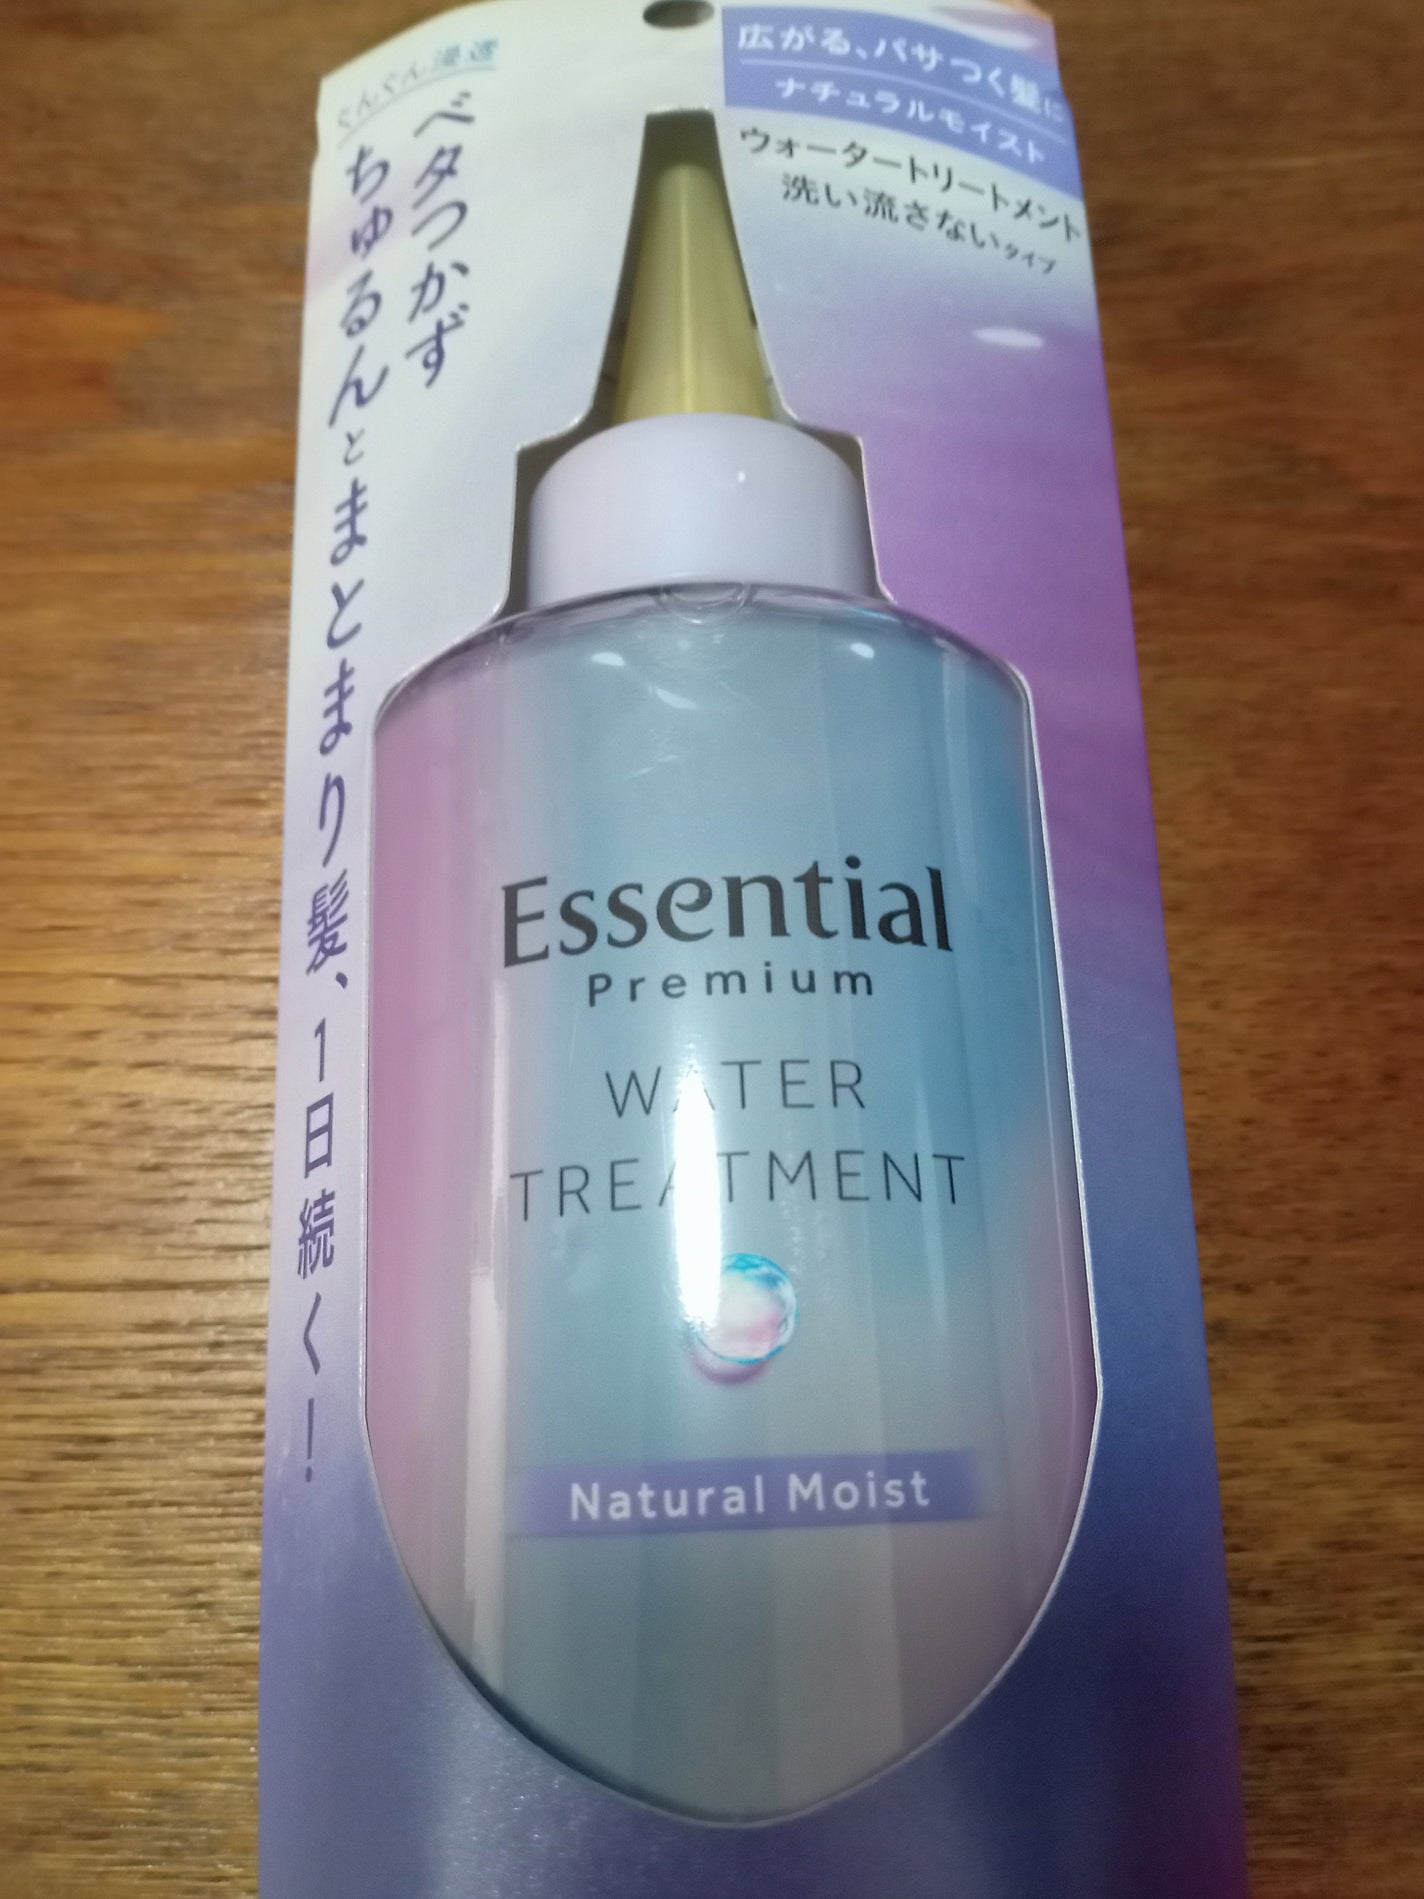 ぐんぐん浸透
ベタつかず
ちゅるんとまとまり髪、1日続く!
広がる、パサつく髪に
ナチュラルモイスト
ウォータートリートメント
洗い流さないタイプ
Essential
Premium
WATER
TREATMENT
Natural Moist